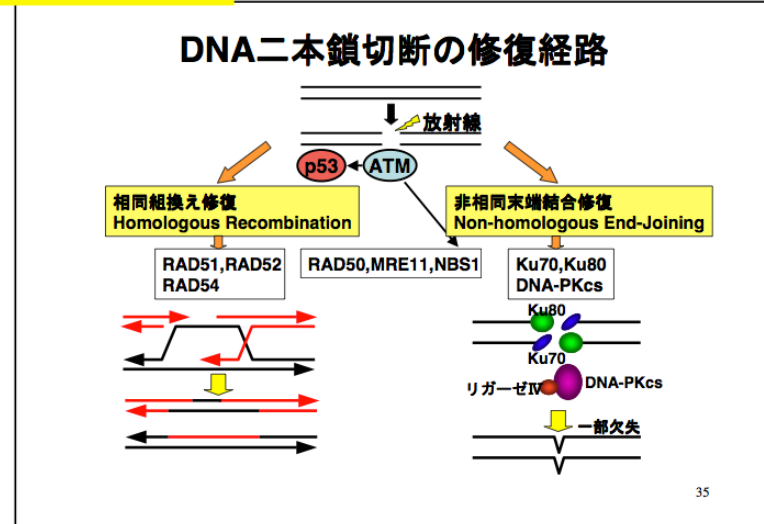 DNA二本鎖切断の修復経路
放射線
p53
ATM
相同組換え修復
Homologous Recombination
非相同末端結合修復
Non-homologous End-Joining
RAD51,RAD52
RAD54
RAD50,MRE11,NBS1
Ku70,Ku80
DNA-PKcs
Ku80
Ku70
リガーゼⅣ
DNA-PKcs
一部欠失
35